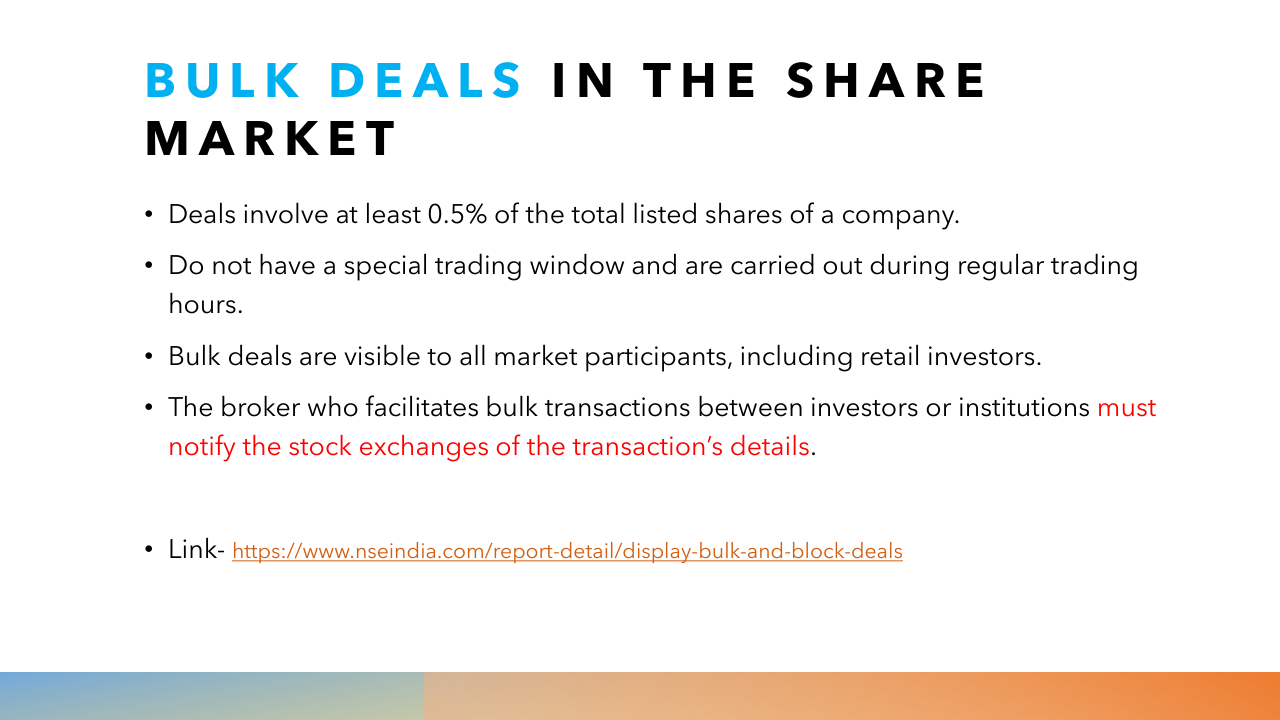 BULK DEALS IN THE SHARE
MARKET
• Deals involve at least 0.5% of the total listed shares of a company.
• Do not have a special trading window and are carried out during regular trading
hours.
• Bulk deals are visible to all market participants, including retail investors.
• The broker who facilitates bulk transactions between investors or institutions must
notify the stock exchanges of the transaction’s details.
• Link- https://www.nseindia.com/report-detail/display-bulk-and-block-deals